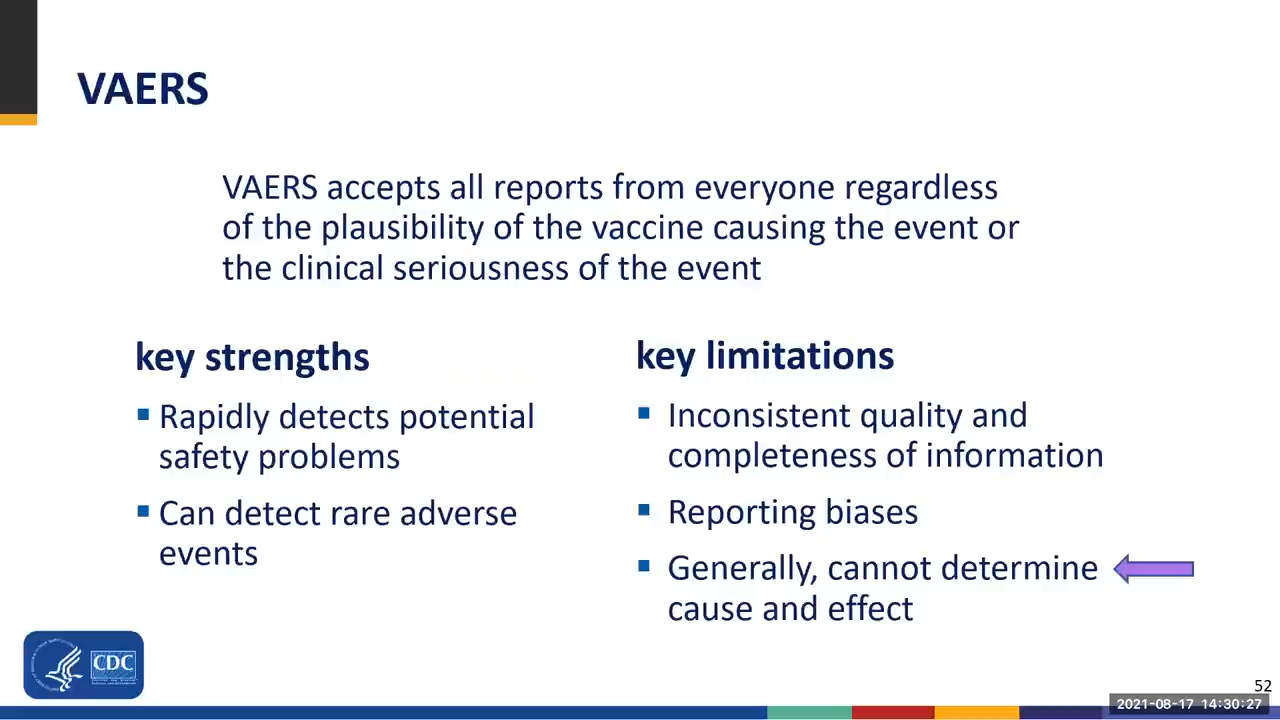 VAERS
VAERS accepts all reports from everyone regardless
of the plausibility of the vaccine causing the event or
the clinical seriousness of the event
key strengths
Rapidly detects potential
safety problems
Can detect rare adverse
events
key limitations
Inconsistent quality and
completeness of information
Reporting biases
Generally, cannot determine
cause and effect
CDC
52
2021-08-17 14:30:27